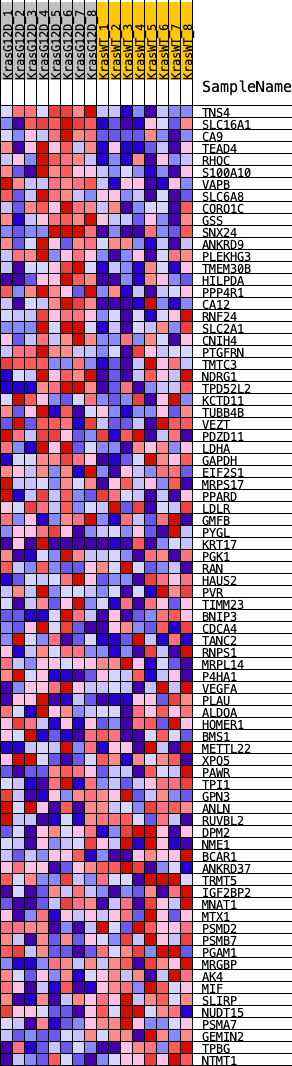 KrasG12D_1
KrasG12D_2
KrasG12D_3
KrasG12D_4
KrasG12D_5
KrasG12D_6
KrasG12D_7
KrasG12D_8
KrasWT_1
KrasWT_2
KrasWT_3
KrasWT_4
KrasWT_5
KrasWT_6
KrasWT_7
KrasWT_8
SampleName
TNS4
SLC16A1
CA9
TEAD4
RHOC
S100A10
VAPB
SLC6A8
CORO1C
GSS
SNX24
ANKRD9
PLEKHG3
TMEM30B
HILPDA
PPP4R1
CA12
RNF24
SLC2A1
CNIH4
PTGFRN
TMTC3
NDRG1
TPD52L2
KCTD11
TUBB4B
VEZT
PDZD11
LDHA
GAPDH
EIF2S1
MRPS17
PPARD
LDLR
GMFB
PYGL
KRT17
PGK1
RAN
HAUS2
PVR
TIMM23
BNIP3
CDCA4
TANC2
RNPS1
MRPL14
P4HA1
VEGFA
PLAU
ALDOA
HOMER1
BMS1
METTL22
XPO5
PAWR
TPI1
GPN3
ANLN
RUVBL2
DPM2
NME1
BCAR1
ANKRD37
TRMT5
IGF2BP2
MNAT1
MTX1
PSMD2
PSMB7
PGAM1
MRGBP
AK4
MIF
SLIRP
NUDT15
PSMA7
GEMIN2
TPBG
NTMT1